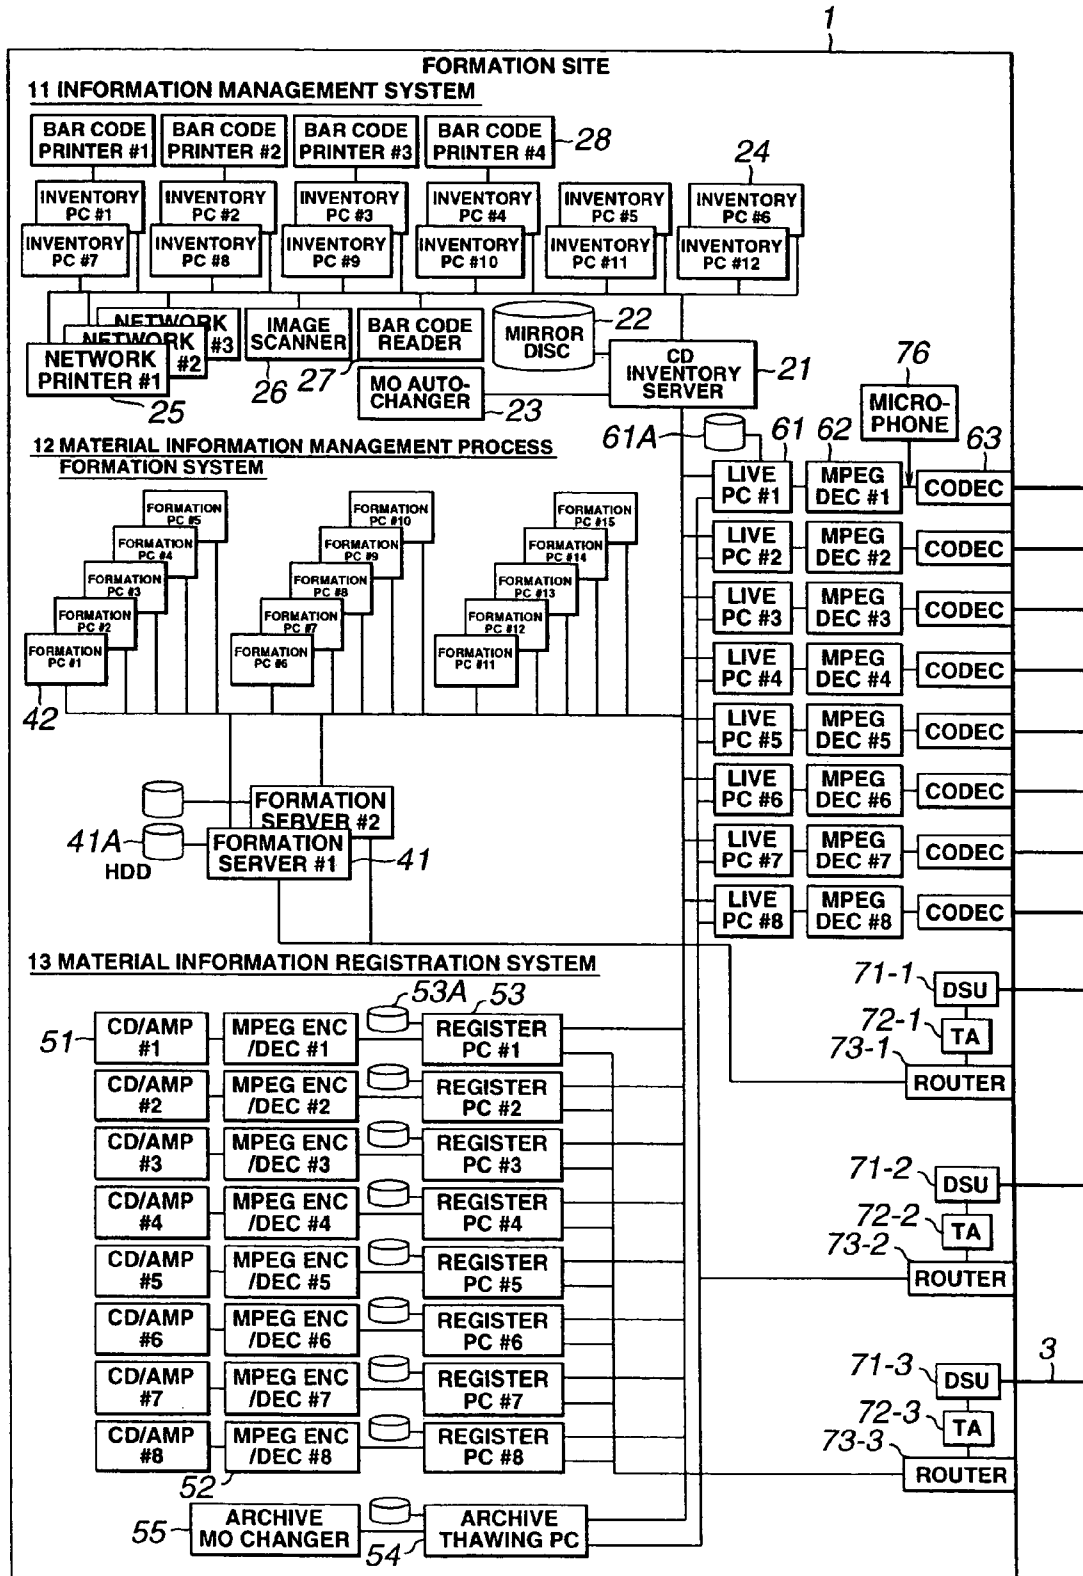 1
FORMATION SITE
11 INFORMATION MANAGEMENT SYSTEM
BAR CODE
PRINTER #1
BAR CODE
PRINTER #2
BAR CODE
PRINTER #3
BAR CODE
PRINTER #4
28
24
INVENTORY
PC #1
INVENTORY
PC #2
INVENTORY
PC #3
INVENTORY
PC #4
INVENTORY
PC #5
INVENTORY
PC #6
INVENTORY
PC #7
INVENTORY
PC #8
INVENTORY
PC #9
INVENTORY
PC #10
INVENTORY
PC #11
INVENTORY
PC #12
NETWORK
#3
NETWORK
#2
NETWORK
PRINTER #1
25
IMAGE
SCANNER
26
BAR CODE
READER
27
MIRROR
DISC
22
CD
INVENTORY
SERVER
21
MO AUTO-
CHANGER
23
76
MICRO-
PHONE
61A
61
62
63
12 MATERIAL INFORMATION MANAGEMENT PROCESS
FORMATION SYSTEM
FORMATION
PC #5
FORMATION
PC #4
FORMATION
PC #3
FORMATION
PC #2
FORMATION
PC #1
42
FORMATION
PC #10
FORMATION
PC #9
FORMATION
PC #8
FORMATION
PC #7
FORMATION
PC #6
FORMATION
PC #15
FORMATION
PC #14
FORMATION
PC #13
FORMATION
PC #12
FORMATION
PC #11
LIVE
PC #1
MPEG
DEC #1
CODEC
LIVE
PC #2
MPEG
DEC #2
CODEC
LIVE
PC #3
MPEG
DEC #3
CODEC
LIVE
PC #4
MPEG
DEC #4
CODEC
LIVE
PC #5
MPEG
DEC #5
CODEC
LIVE
PC #6
MPEG
DEC #6
CODEC
LIVE
PC #7
MPEG
DEC #7
CODEC
LIVE
PC #8
MPEG
DEC #8
CODEC
FORMATION
SERVER #2
FORMATION
SERVER #1
41A
HDD
41
13 MATERIAL INFORMATION REGISTRATION SYSTEM
53A
53
51
CD/AMP
#1
MPEG ENC
/DEC #1
REGISTER
PC #1
CD/AMP
#2
MPEG ENC
/DEC #2
REGISTER
PC #2
CD/AMP
#3
MPEG ENC
/DEC #3
REGISTER
PC #3
CD/AMP
#4
MPEG ENC
/DEC #4
REGISTER
PC #4
CD/AMP
#5
MPEG ENC
/DEC #5
REGISTER
PC #5
CD/AMP
#6
MPEG ENC
/DEC #6
REGISTER
PC #6
CD/AMP
#7
MPEG ENC
/DEC #7
REGISTER
PC #7
CD/AMP
#8
MPEG ENC
/DEC #8
REGISTER
PC #8
52
55
ARCHIVE
MO CHANGER
54
ARCHIVE
THAWING PC
71-1
DSU
72-1
TA
73-1
ROUTER
71-2
DSU
72-2
TA
73-2
ROUTER
71-3
DSU
3
72-3
TA
73-3
ROUTER